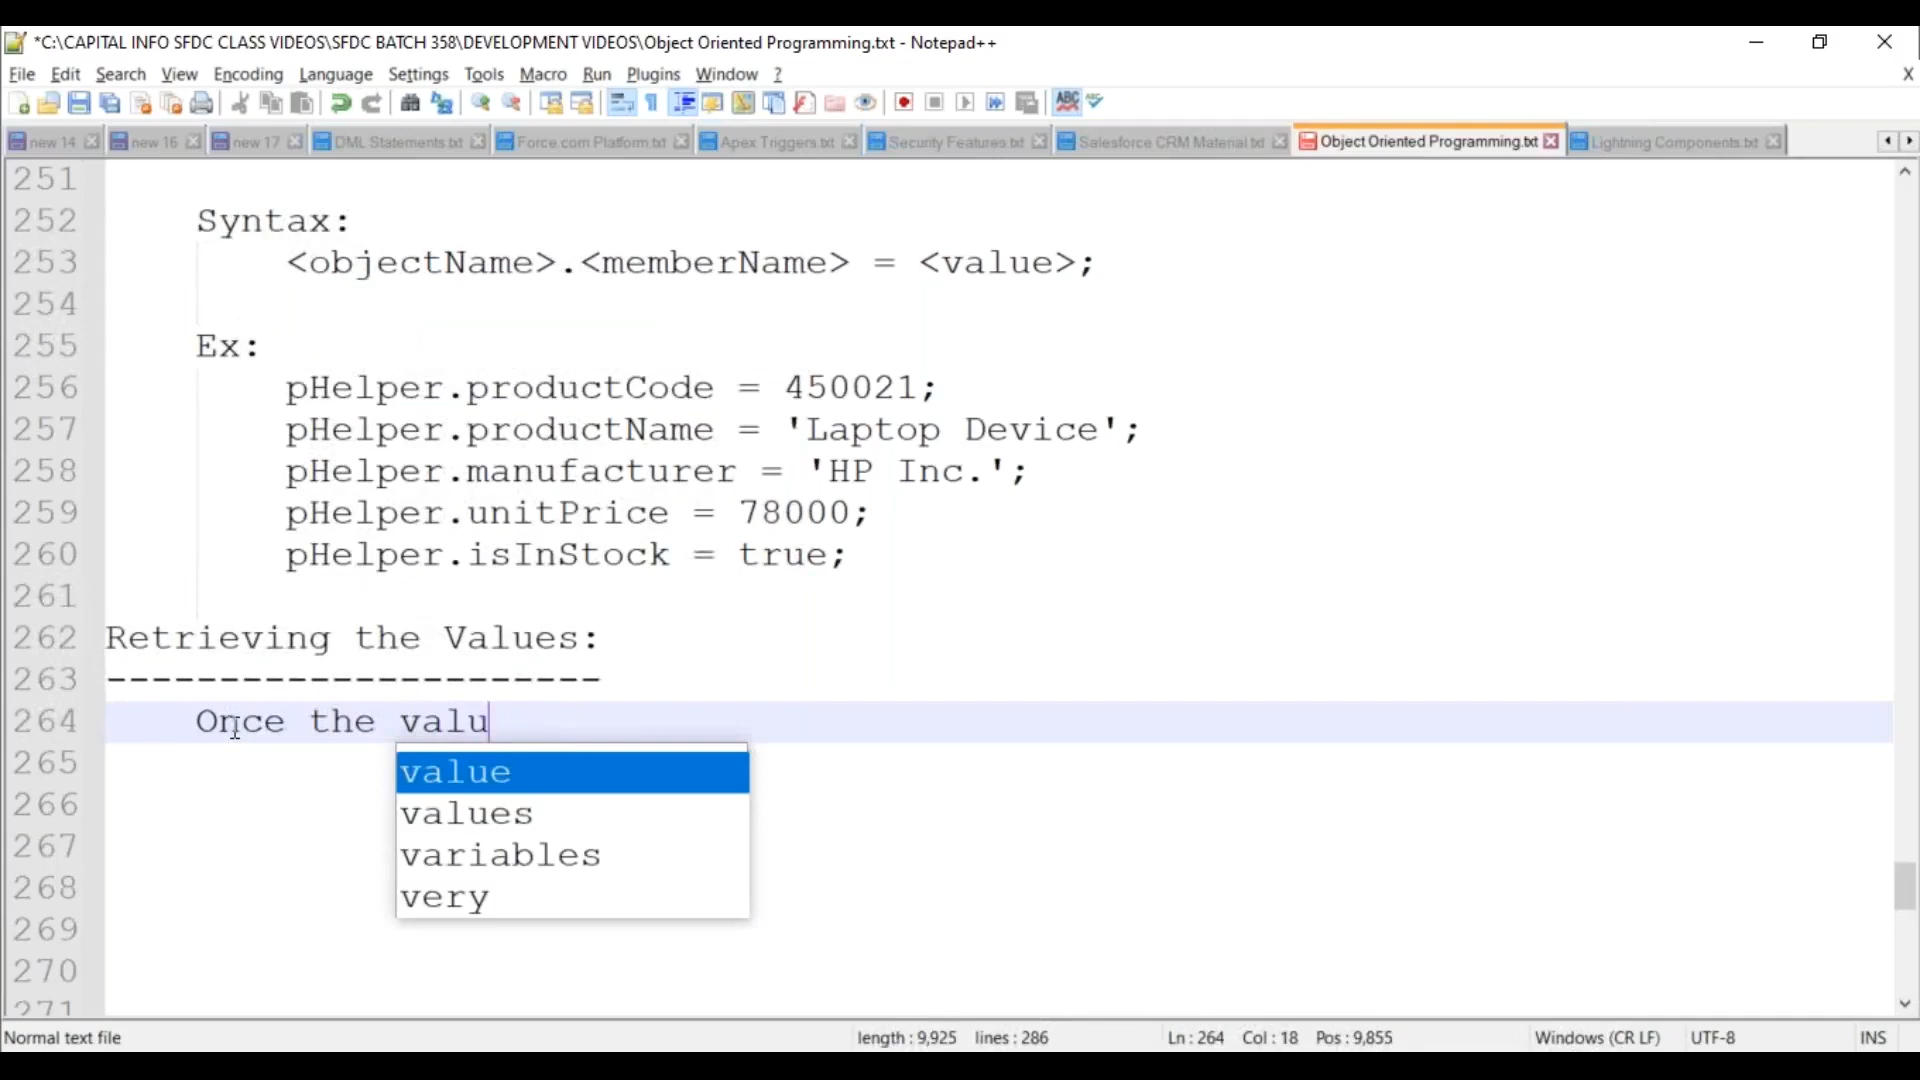 *C:\CAPITAL INFO SFDC CLASS VIDEOS\SFDC BATCH 358\DEVELOPMENT VIDEOS\Object Oriented Programming.txt - Notepad++
File Edit Search View Encoding Language Settings Tools Macro Run Plugins Window ? X
new 14 new 16 new 17 DML Statements.txt Force.com Platform.txt Apex Triggers.txt Security Features.txt Salesforce CRM Material.txt Object Oriented Programming.txt Lightning Components.txt
251
252 Syntax:
253 <objectName>.<memberName> = <value>;
254
255 Ex:
256 pHelper.productCode = 450021;
257 pHelper.productName = 'Laptop Device';
258 pHelper.manufacturer = 'HP Inc.';
259 pHelper.unitPrice = 78000;
260 pHelper.isInStock = true;
261
262 Retrieving the Values:
263 ----------------------
264 Once the valu
265 value
266 values
267 variables
268 very
269
270
271
Normal text file length : 9,925 lines : 286 Ln : 264 Col : 18 Pos : 9,855 Windows (CR LF) UTF-8 INS